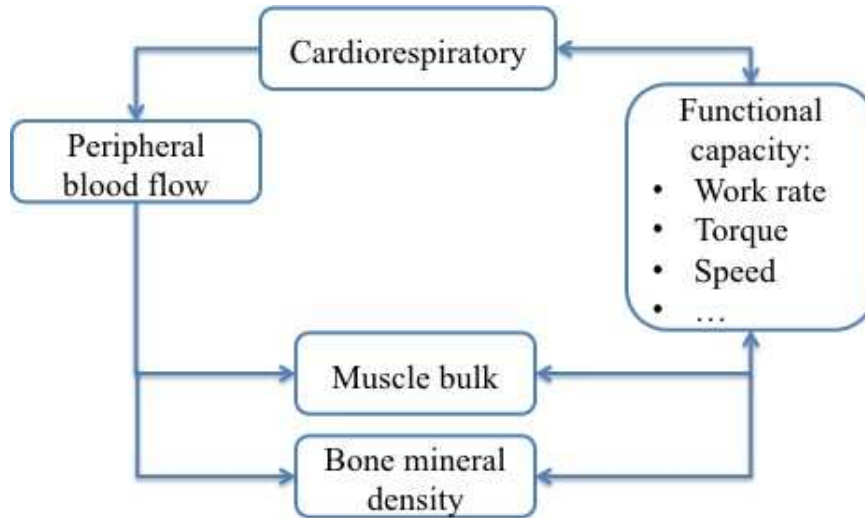 Cardiorespiratory
Peripheral
blood flow
Functional
capacity:
• Work rate
• Torque
• Speed
• …
Muscle bulk
Bone mineral
density